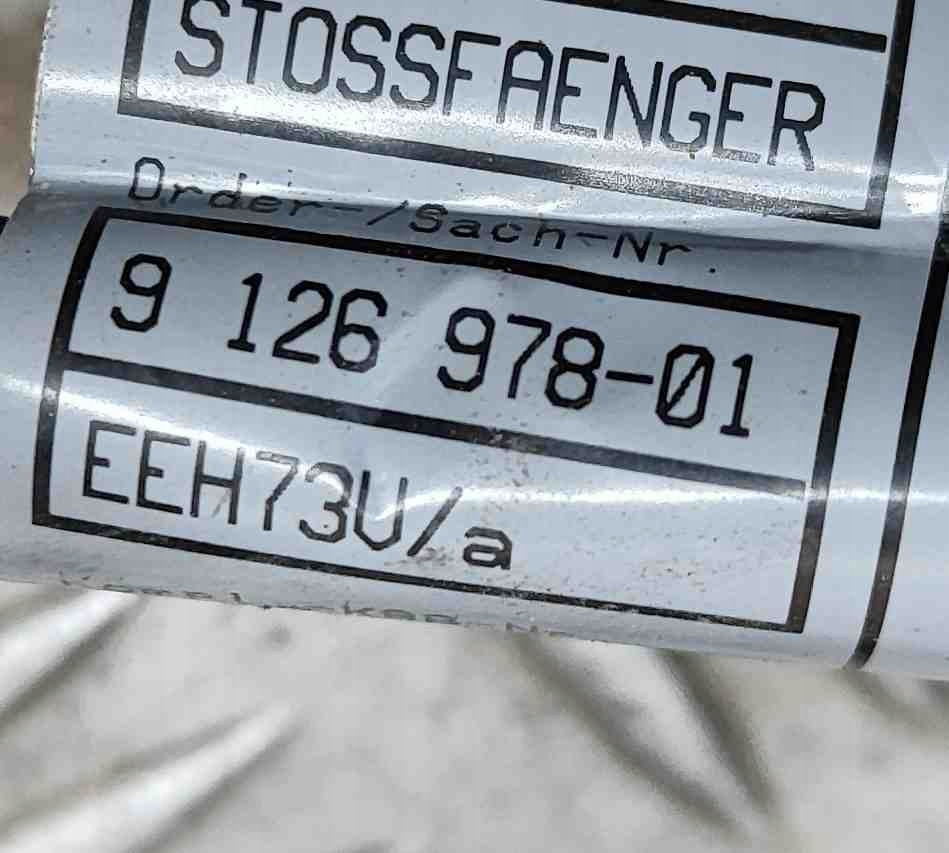 STOSSFAENGER
Order-/Sach-Nr.
9 126 978-01
EEH73U/a